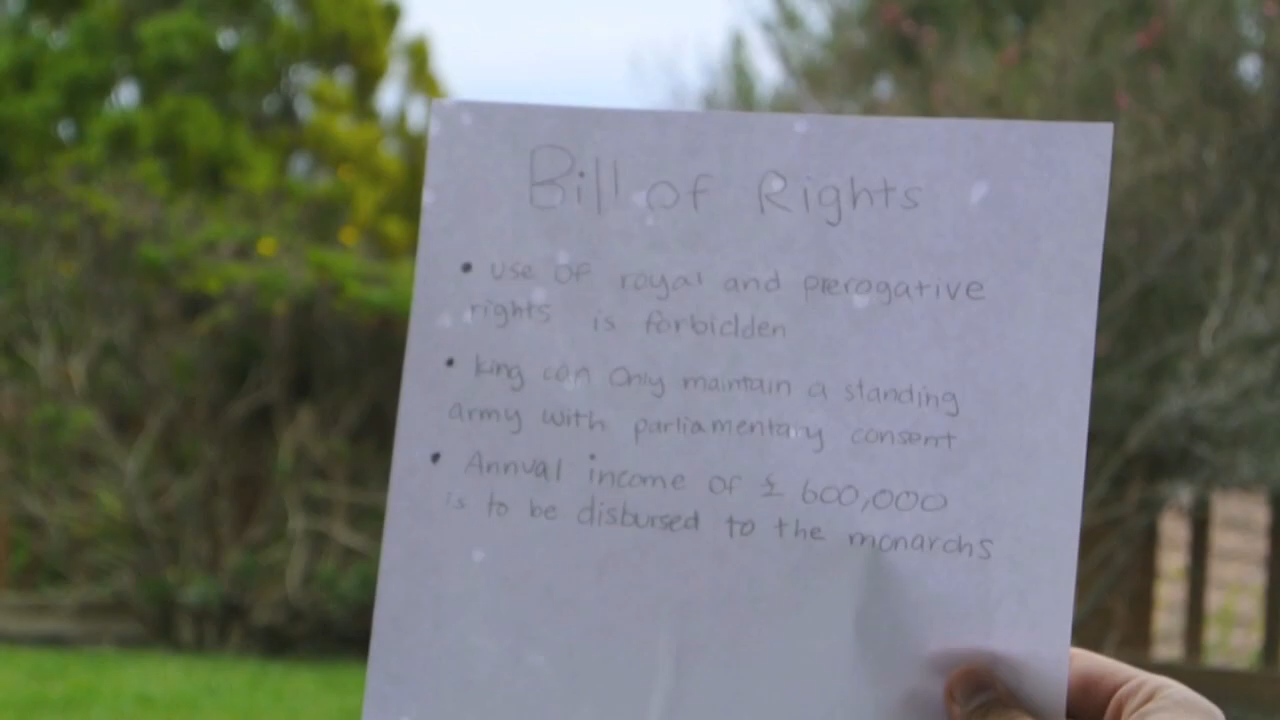 Bill of Rights
• use of royal and prerogative
rights is forbidden
• king can Only maintain a standing
army with parliamentary consent
• Annual income of £ 600,000
is to be disbursed to the monarchs